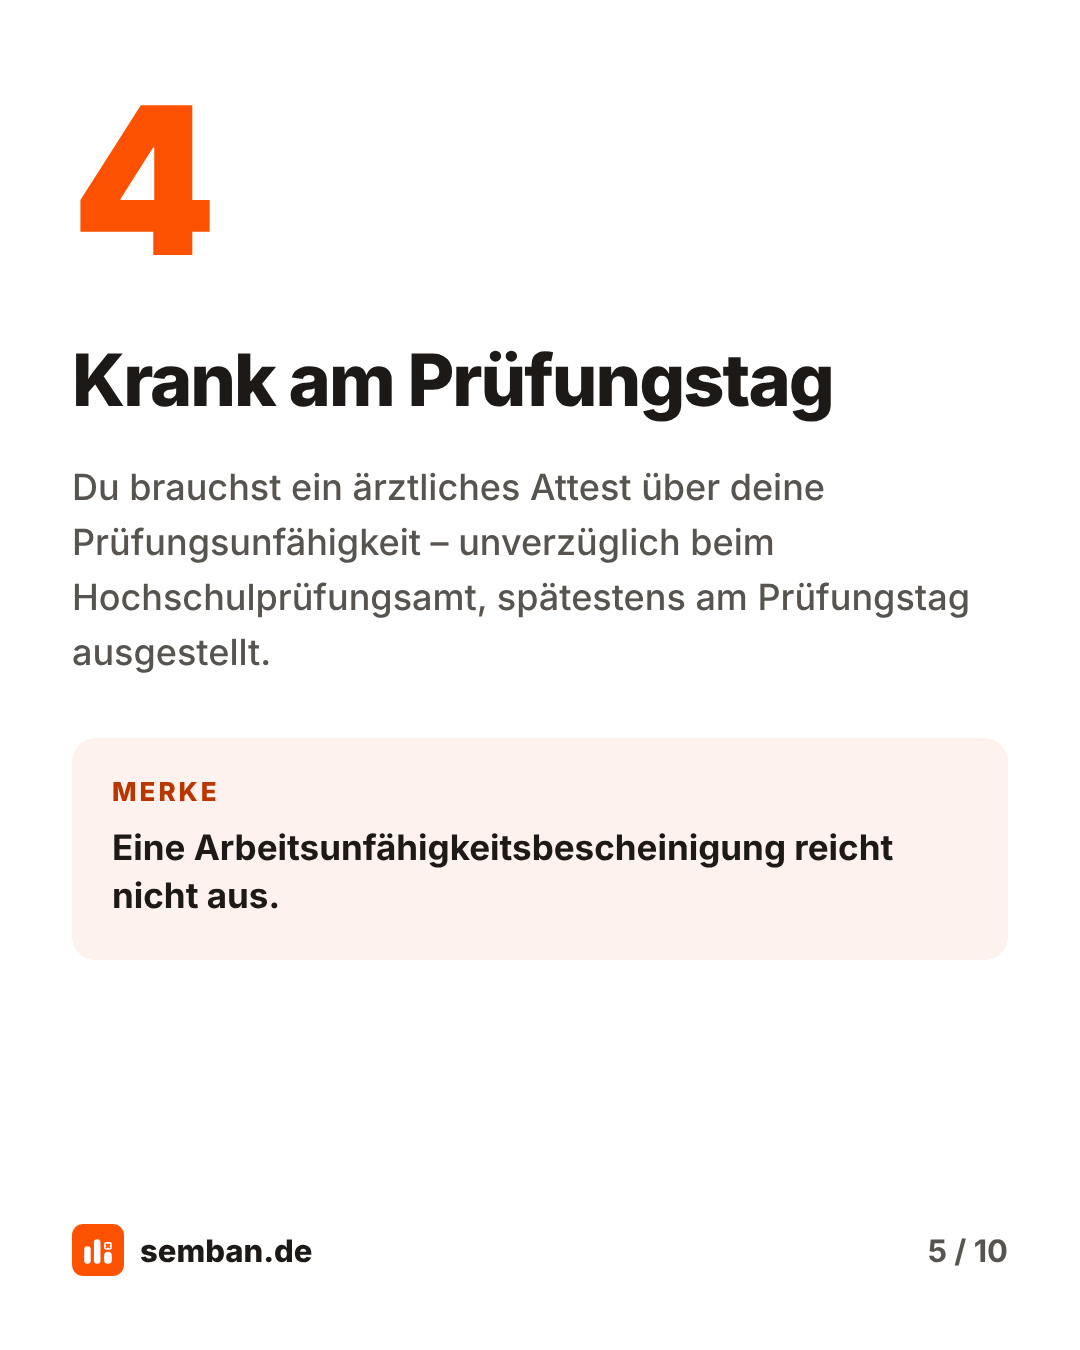 4
Krank am Prüfungstag
Du brauchst ein ärztliches Attest über deine
Prüfungsunfähigkeit – unverzüglich beim
Hochschulprüfungsamt, spätestens am Prüfungstag
ausgestellt.
MERKE
Eine Arbeitsunfähigkeitsbescheinigung reicht
nicht aus.
semban.de
5 / 10